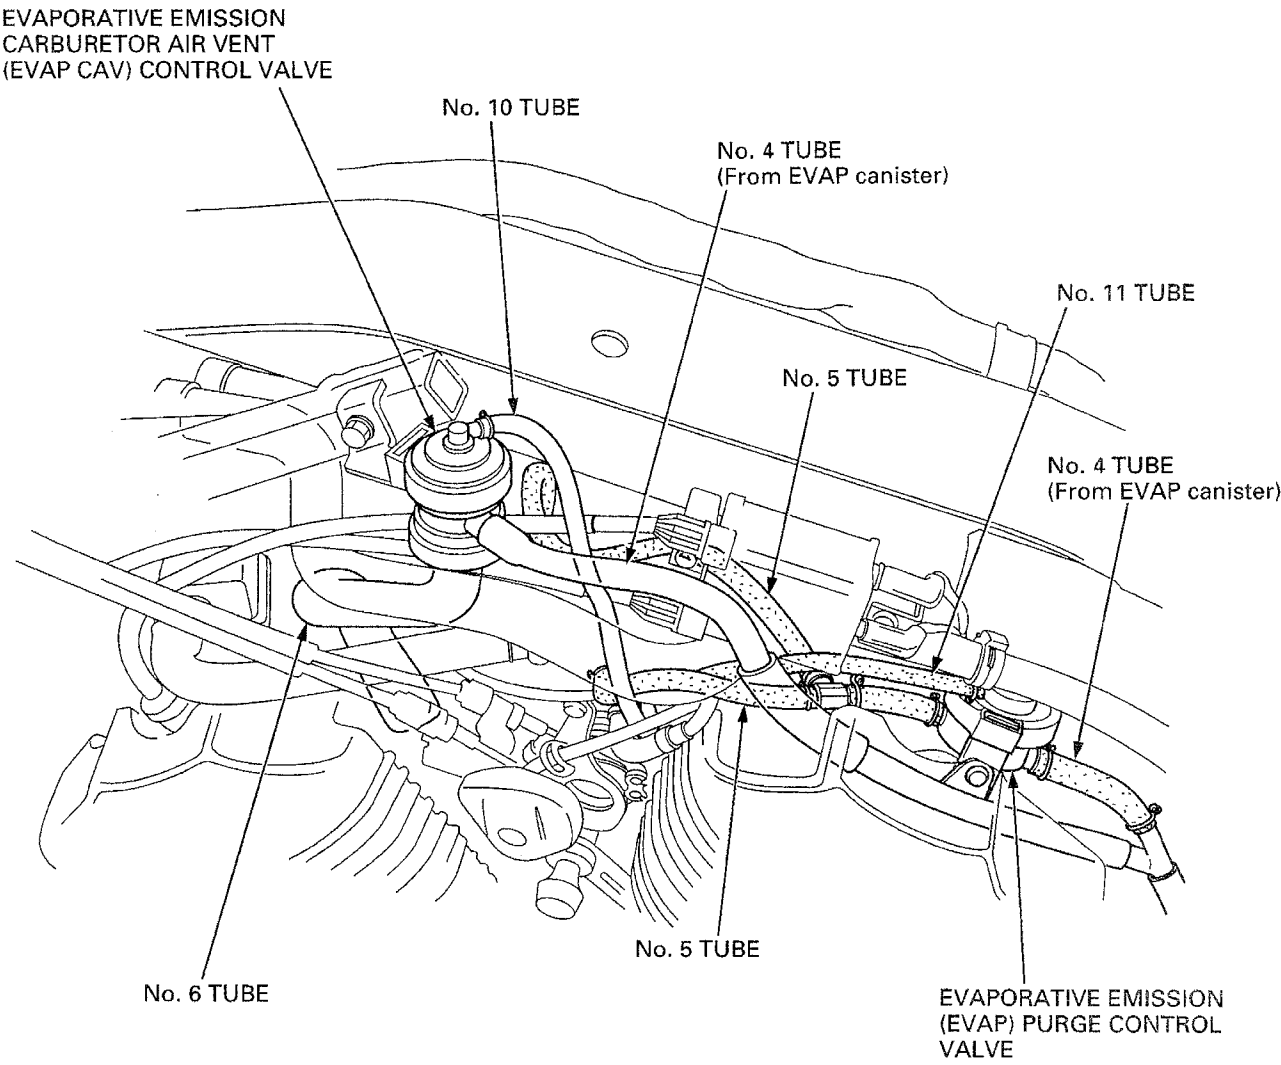 EVAPORATIVE EMISSION
CARBURETOR AIR VENT
(EVAP CAV) CONTROL VALVE
No. 10 TUBE
No. 4 TUBE
(From EVAP canister)
No. 11 TUBE
No. 5 TUBE
No. 4 TUBE
(From EVAP canister)
No. 5 TUBE
No. 6 TUBE
EVAPORATIVE EMISSION
(EVAP) PURGE CONTROL
VALVE